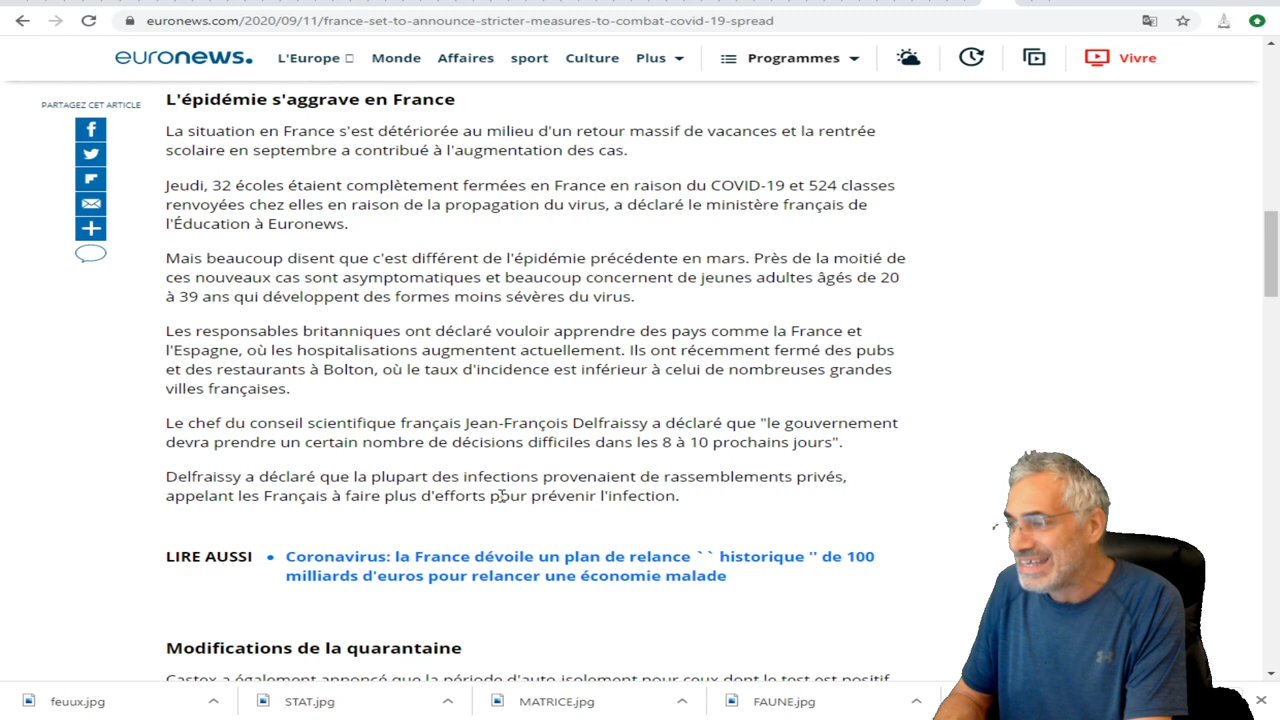 euronews.com/2020/09/11/france-set-to-announce-stricter-measures-to-combat-covid-19-spread
euronews. L'Europe Monde Affaires sport Culture Plus Programmes Vivre
PARTAGEZ CET ARTICLE
L'épidémie s'aggrave en France
La situation en France s'est détériorée au milieu d'un retour massif de vacances et la rentrée
scolaire en septembre a contribué à l'augmentation des cas.
Jeudi, 32 écoles étaient complètement fermées en France en raison du COVID-19 et 524 classes
renvoyées chez elles en raison de la propagation du virus, a déclaré le ministère français de
l'Éducation à Euronews.
Mais beaucoup disent que c'est différent de l'épidémie précédente en mars. Près de la moitié de
ces nouveaux cas sont asymptomatiques et beaucoup concernent de jeunes adultes âgés de 20
à 39 ans qui développent des formes moins sévères du virus.
Les responsables britanniques ont déclaré vouloir apprendre des pays comme la France et
l'Espagne, où les hospitalisations augmentent actuellement. Ils ont récemment fermé des pubs
et des restaurants à Bolton, où le taux d'incidence est inférieur à celui de nombreuses grandes
villes françaises.
Le chef du conseil scientifique français Jean-François Delfraissy a déclaré que "le gouvernement
devra prendre un certain nombre de décisions difficiles dans les 8 à 10 prochains jours".
Delfraissy a déclaré que la plupart des infections provenaient de rassemblements privés,
appelant les Français à faire plus d'efforts pour prévenir l'infection.
LIRE AUSSI • Coronavirus: la France dévoile un plan de relance ` ` historique '' de 100
milliards d'euros pour relancer une économie malade
Modifications de la quarantaine
Castex a également annoncé que la période d'auto-isolement pour ceux dont le test est positif
feuux.jpg STAT.jpg MATRICE.jpg FAUNE.jpg